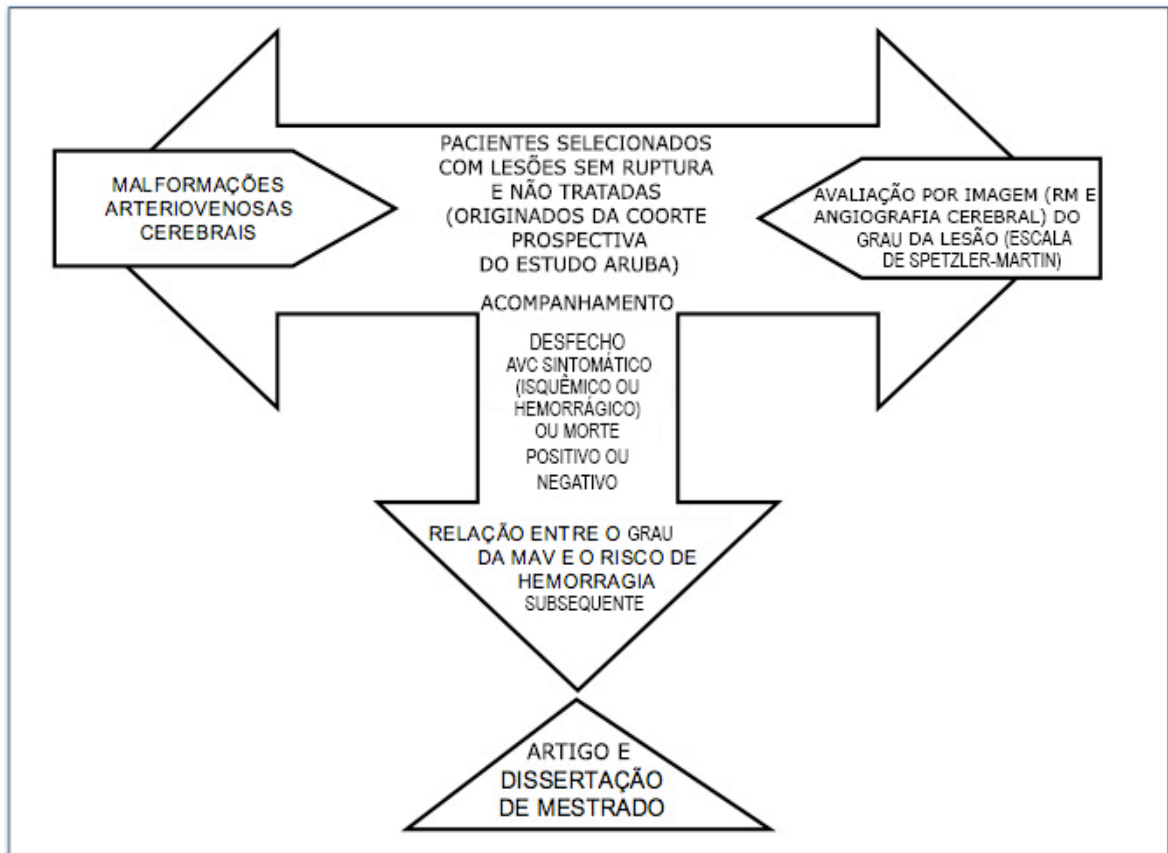 MALFORMAÇÕES
ARTERIOVENOSAS
CEREBRAIS
PACIENTES SELECIONADOS
COM LESÕES SEM RUPTURA
E NÃO TRATADAS
(ORIGINADOS DA COORTE
PROSPECTIVA
DO ESTUDO ARUBA)
ACOMPANHAMENTO
AVALIAÇÃO POR IMAGEM (RM E
ANGIOGRAFIA CEREBRAL) DO
GRAU DA LESÃO (ESCALA
DE SPETZLER-MARTIN)
DESFECHO
AVC SINTOMÁTICO
(ISQUÊMICO OU
HEMORRÁGICO)
OU MORTE
POSITIVO OU
NEGATIVO
RELAÇÃO ENTRE O GRAU
DA MAV E O RISCO DE
HEMORRAGIA
SUBSEQUENTE
ARTIGO E
DISSERTAÇÃO
DE MESTRADO